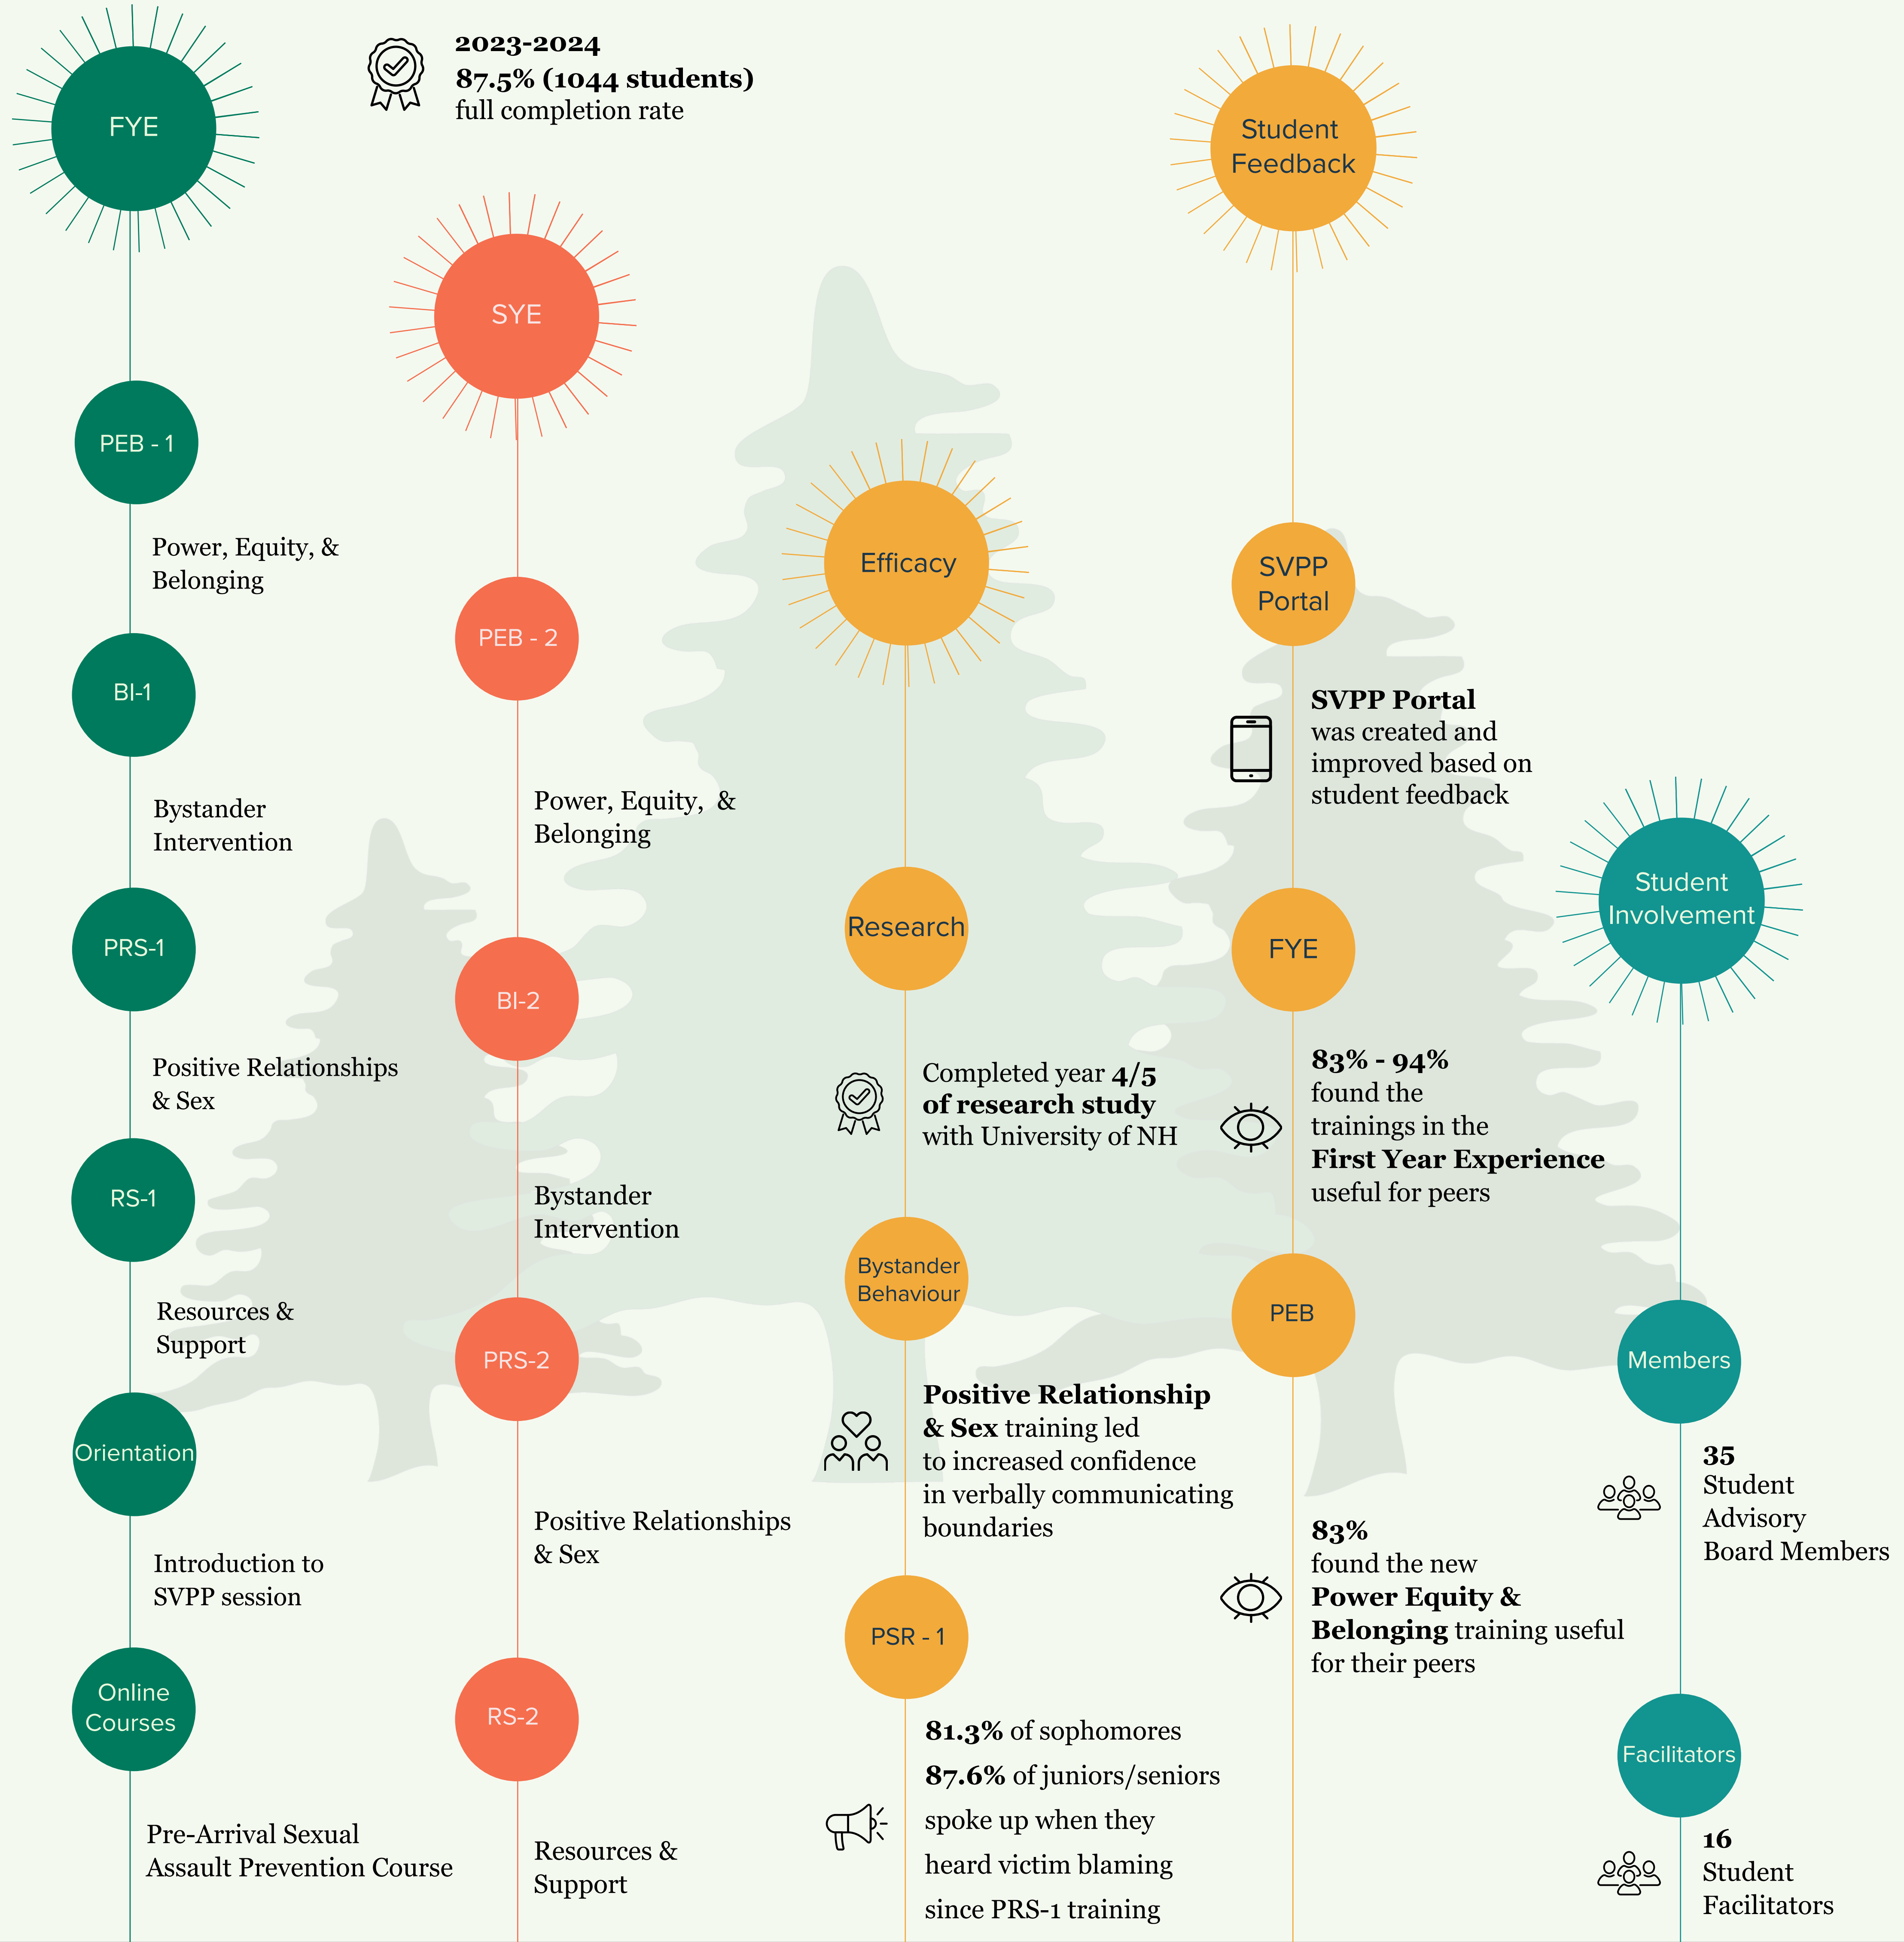 FYE
2023-2024
87.5% (1044 students)
full completion rate
PEB - 1
Power, Equity, &
Belonging
BI-1
Bystander
Intervention
PRS-1
Positive Relationships
& Sex
RS-1
Resources &
Support
Orientation
Introduction to
SVPP session
Online
Courses
Pre-Arrival Sexual
Assault Prevention Course
SYE
PEB - 2
Power, Equity, &
Belonging
BI-2
Bystander
Intervention
PRS-2
Positive Relationships
& Sex
RS-2
Resources &
Support
Efficacy
Research
Completed year 4/5
of research study
with University of NH
Bystander
Behaviour
Positive Relationship
& Sex training led
to increased confidence
in verbally communicating
boundaries
PSR - 1
81.3% of sophomores
87.6% of juniors/seniors
spoke up when they
heard victim blaming
since PRS-1 training
Student
Feedback
SVPP
Portal
SVPP Portal
was created and
improved based on
student feedback
FYE
83% - 94%
found the
trainings in the
First Year Experience
useful for peers
PEB
83%
found the new
Power Equity &
Belonging training useful
for their peers
Student
Involvement
Members
35
Student
Advisory
Board Members
Facilitators
16
Student
Facilitators